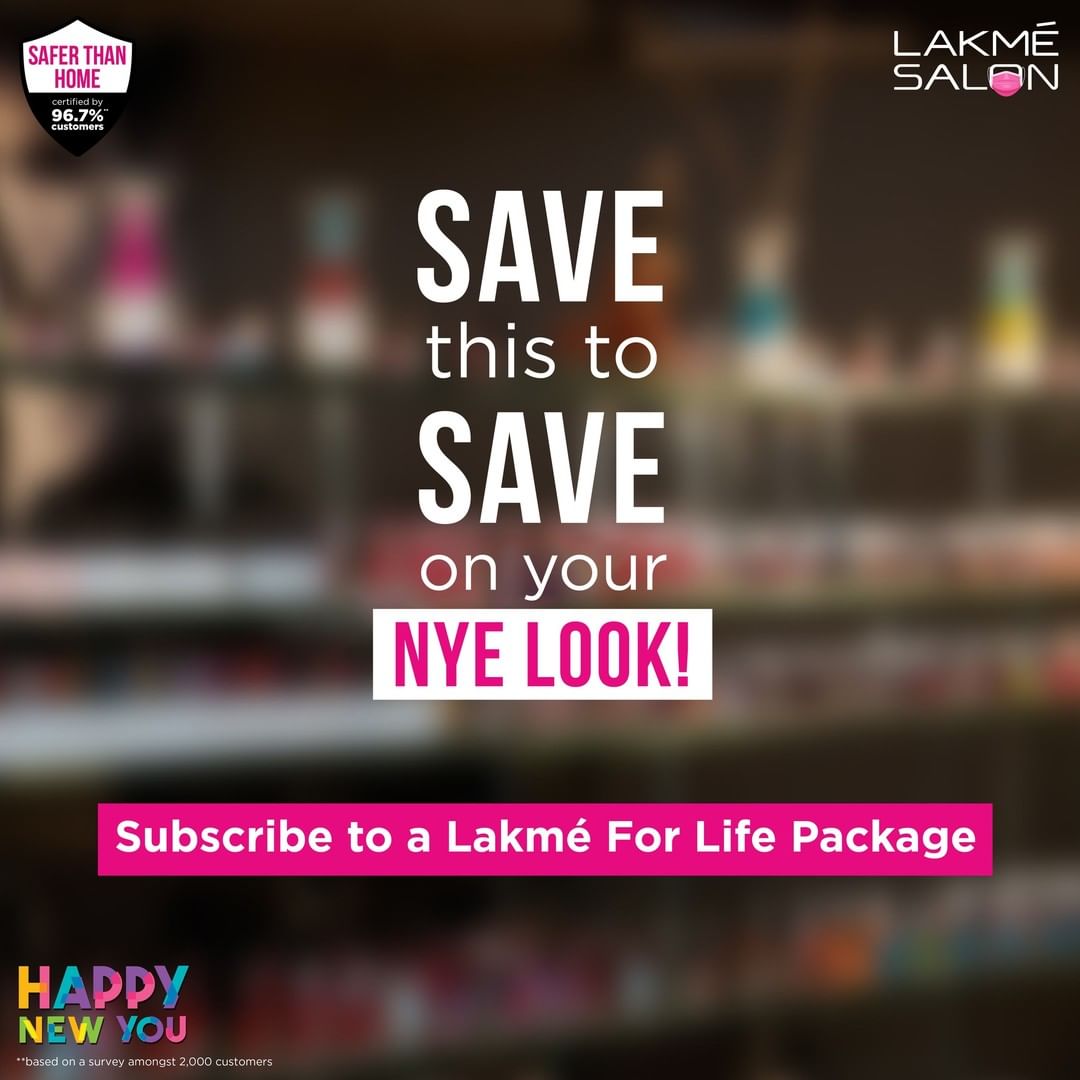 SAFER THAN
HOME
certified by
96.7%**
customers
LAKMÉ
SALON
SAVE
this to
SAVE
on your
NYE LOOK!
Subscribe to a Lakmé For Life Package
HAPPY
NEW YOU
**based on a survey amongst 2,000 customers